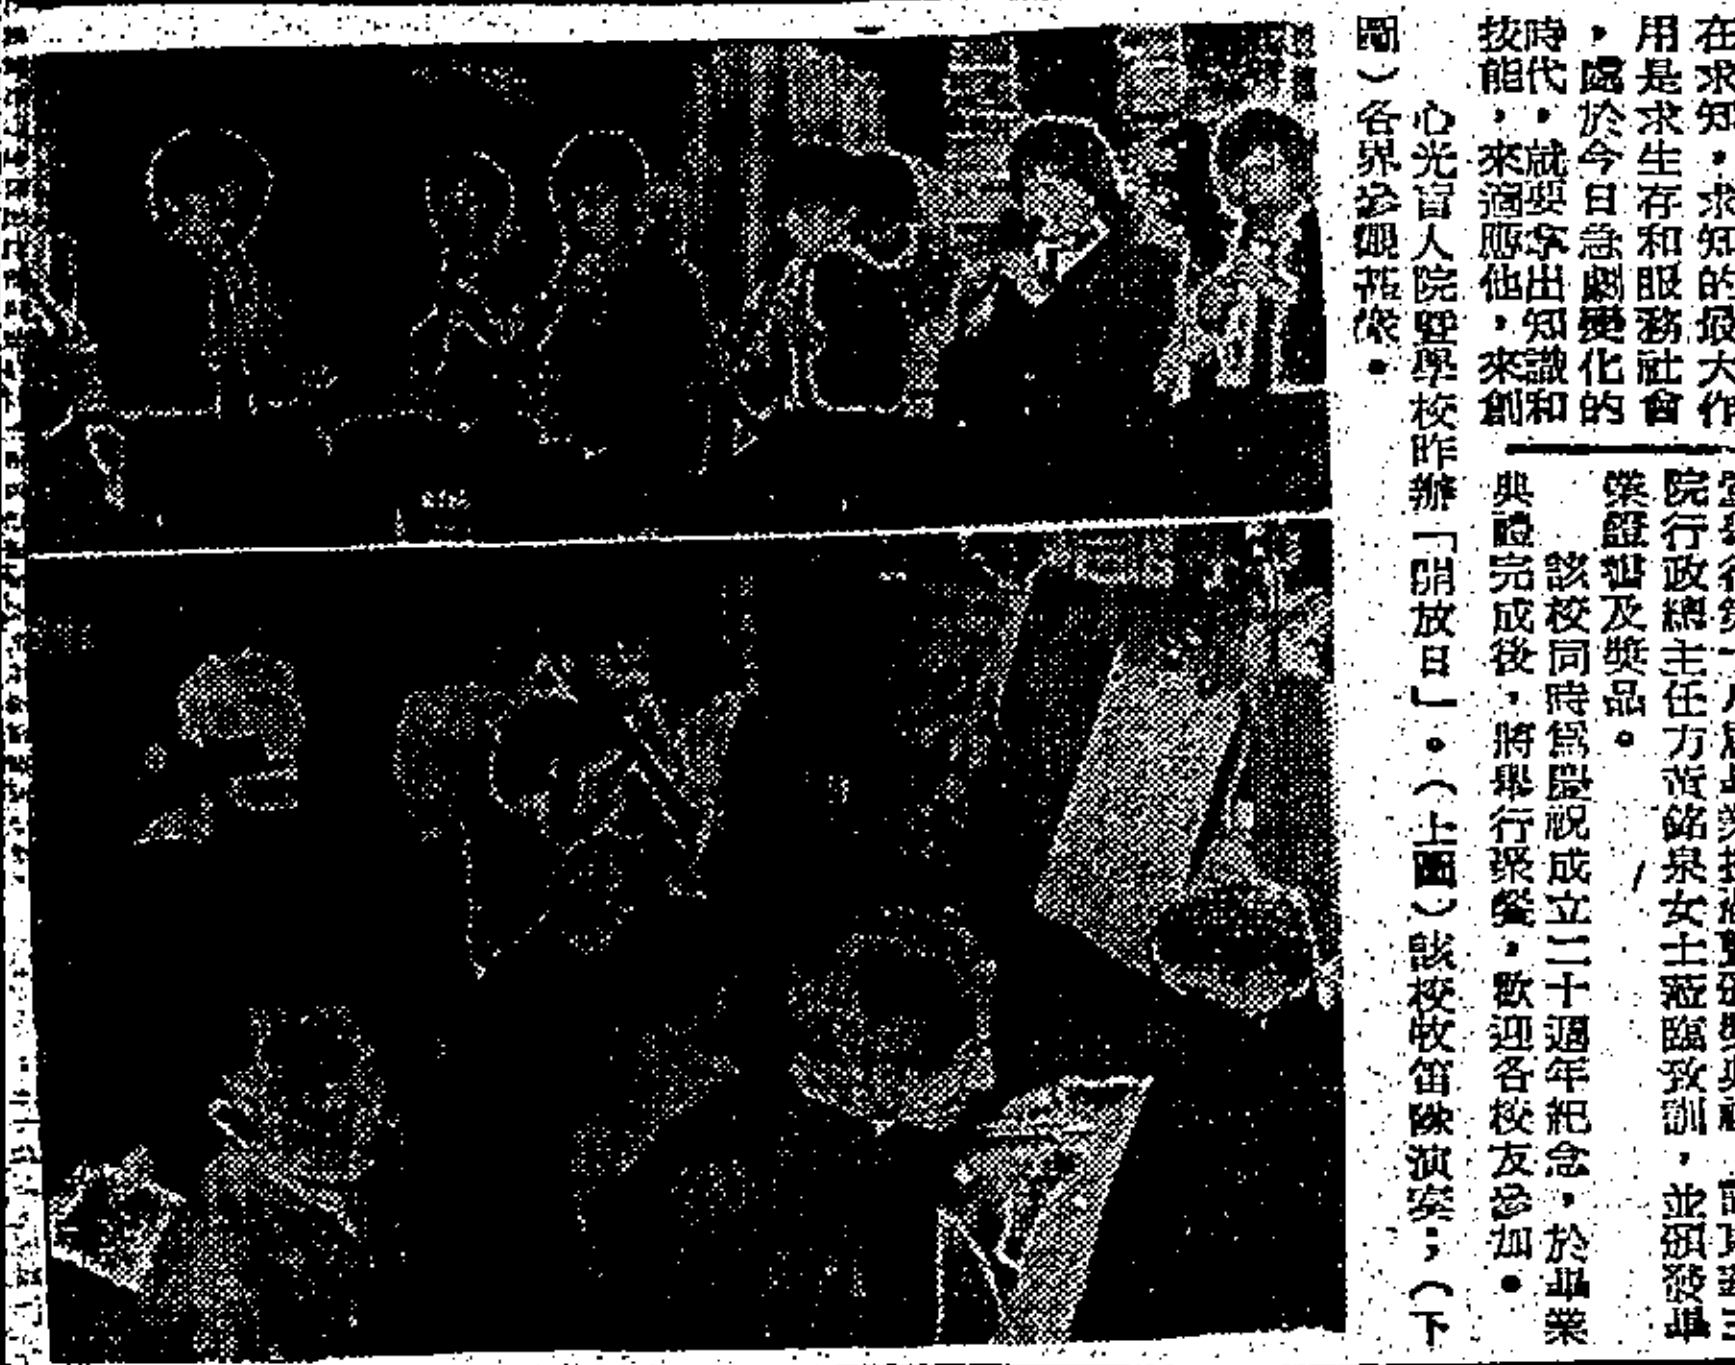 在求知。求知的最大作
用是求生存和服務社會
，處於今日急劇變化的
時代，就要拿出知識和
技能，來適應他，來創
院行政總主任方黃銘泉女士蒞臨致訓，並頒發畢
業證書及獎品。
該校同時為慶祝成立二十週年紀念，於畢業
典禮完成後，將舉行聚餐，歡迎各校友參加。
心光盲人院暨學校昨辦「開放日」。（上圖）該校牧笛隊演奏；（下
圖）各界參觀花絮。